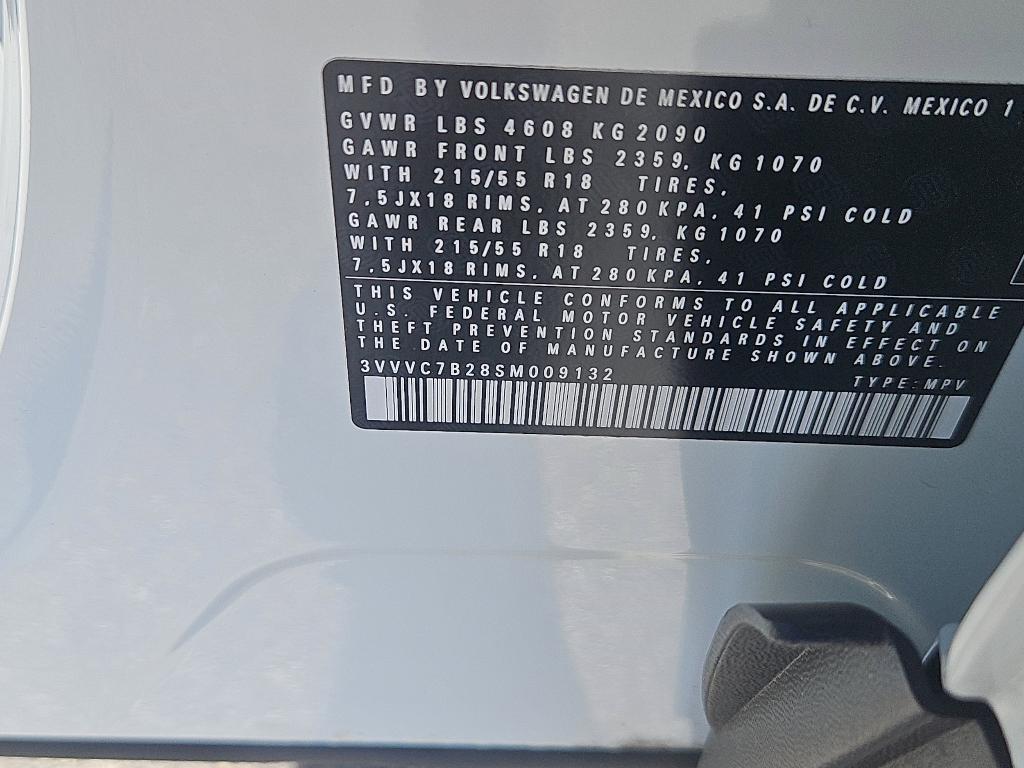 MFD BY VOLKSWAGEN DE MEXICO S.A. DE C.V. MEXICO 1
GVWR LBS 4608 KG 2090
GAWR FRONT LBS 2359, KG 1070
WITH 215/55 R18 TIRES,
7,5JX18 RIMS, AT 280 KPA, 41 PSI COLD
GAWR REAR LBS 2359, KG 1070
WITH 215/55 R18 TIRES,
7,5JX18 RIMS, AT 280 KPA, 41 PSI COLD
THIS VEHICLE CONFORMS TO ALL APPLICABLE
U.S. FEDERAL MOTOR VEHICLE SAFETY AND
THEFT PREVENTION STANDARDS IN EFFECT ON
THE DATE OF MANUFACTURE SHOWN ABOVE.
3VVVC7B28SM009132
TYPE: MPV